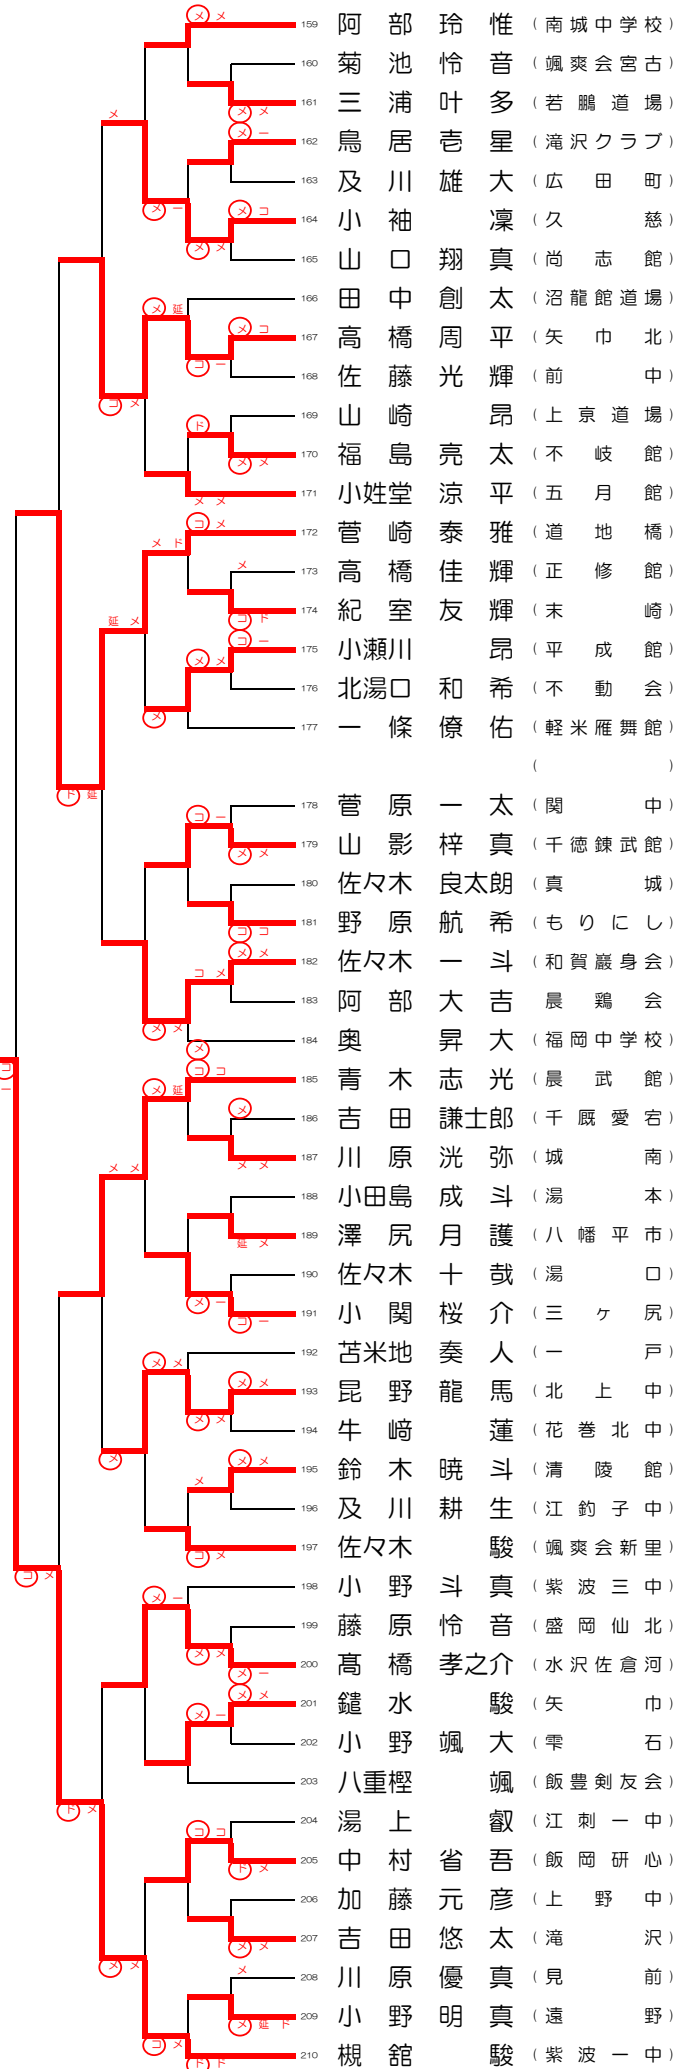 159 阿部玲惟 (南城中学校)
160 菊池怜音 (颯爽会宮古)
161 三浦叶多 (若鵬道場)
162 鳥居壱星 (滝沢クラブ)
163 及川雄大 (広田町)
164 小袖凜 (久慈)
165 山口翔真 (尚志館)
166 田中創太 (沼龍館道場)
167 高橋周平 (矢巾北)
168 佐藤光輝 (前中)
169 山崎昂 (上京道場)
170 福島亮太 (不岐館)
171 小姓堂涼平 (五月館)
172 菅崎泰雅 (道地橋)
173 高橋佳輝 (正修館)
174 紀室友輝 (末崎)
175 小瀬川昂 (平成館)
176 北湯口和希 (不動会)
177 一條僚佑 (軽米雁舞館)
( )
178 菅原一太 (関中)
179 山影梓真 (千徳錬武館)
180 佐々木良太朗 (真城)
181 野原航希 (もりにし)
182 佐々木一斗 (和賀巖身会)
183 阿部大吉 晨鶏会
184 奥昇大 (福岡中学校)
185 青木志光 (晨武館)
186 吉田謙士郎 (千厩愛宕)
187 川原洸弥 (城南)
188 小田島成斗 (湯本)
189 澤尻月護 (八幡平市)
190 佐々木十哉 (湯口)
191 小関桜介 (三ヶ尻)
192 苫米地奏人 (一戸)
193 昆野龍馬 (北上中)
194 牛﨑蓮 (花巻北中)
195 鈴木暁斗 (清陵館)
196 及川耕生 (江釣子中)
197 佐々木駿 (颯爽会新里)
198 小野斗真 (紫波三中)
199 藤原怜音 (盛岡仙北)
200 髙橋孝之介 (水沢佐倉河)
201 鑓水駿 (矢巾)
202 小野颯大 (雫石)
203 八重樫颯 (飯豊剣友会)
204 湯上叡 (江刺一中)
205 中村省吾 (飯岡研心)
206 加藤元彦 (上野中)
207 吉田悠太 (滝沢)
208 川原優真 (見前)
209 小野明真 (遠野)
210 槻舘駿 (紫波一中)